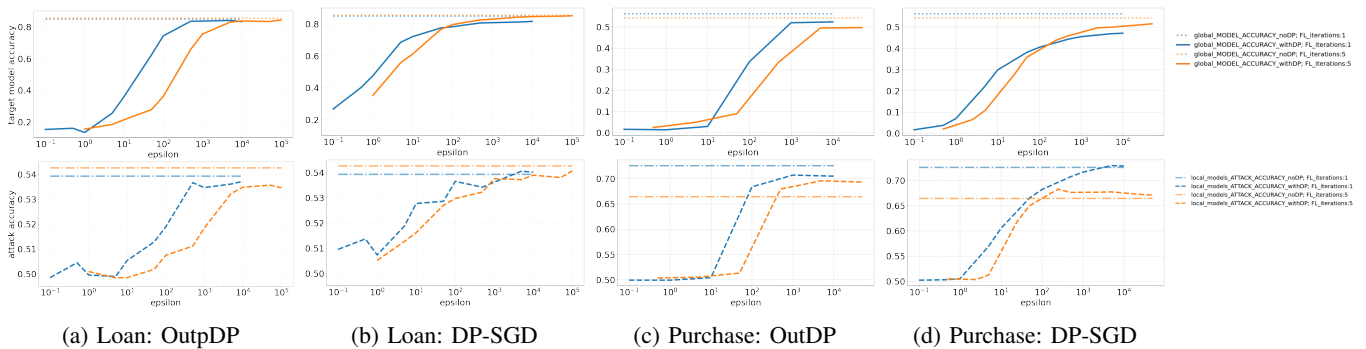 target model accuracy
0.8
0.6
0.4
0.2
10⁻¹ 10⁰ 10¹ 10² 10³ 10⁴ 10⁵
epsilon
0.8
0.6
0.4
0.2
10⁻¹ 10⁰ 10¹ 10² 10³ 10⁴ 10⁵
epsilon
0.5
0.4
0.3
0.2
0.1
0.0
10⁻¹ 10⁰ 10¹ 10² 10³ 10⁴
epsilon
0.5
0.4
0.3
0.2
0.1
0.0
10⁻¹ 10⁰ 10¹ 10² 10³ 10⁴
epsilon
global_MODEL_ACCURACY_noDP; FL_iterations:1
global_MODEL_ACCURACY_withDP; FL_iterations:1
global_MODEL_ACCURACY_noDP; FL_iterations:5
global_MODEL_ACCURACY_withDP; FL_iterations:5
attack accuracy
0.54
0.53
0.52
0.51
0.50
10⁻¹ 10⁰ 10¹ 10² 10³ 10⁴ 10⁵
epsilon
0.54
0.53
0.52
0.51
0.50
10⁻¹ 10⁰ 10¹ 10² 10³ 10⁴ 10⁵
epsilon
0.70
0.65
0.60
0.55
0.50
10⁻¹ 10⁰ 10¹ 10² 10³ 10⁴
epsilon
0.70
0.65
0.60
0.55
0.50
10⁻¹ 10⁰ 10¹ 10² 10³ 10⁴
epsilon
local_models_ATTACK_ACCURACY_noDP; FL_iterations:1
local_models_ATTACK_ACCURACY_withDP; FL_iterations:1
local_models_ATTACK_ACCURACY_noDP; FL_iterations:5
local_models_ATTACK_ACCURACY_withDP; FL_iterations:5
(a) Loan: OutpDP
(b) Loan: DP-SGD
(c) Purchase: OutDP
(d) Purchase: DP-SGD